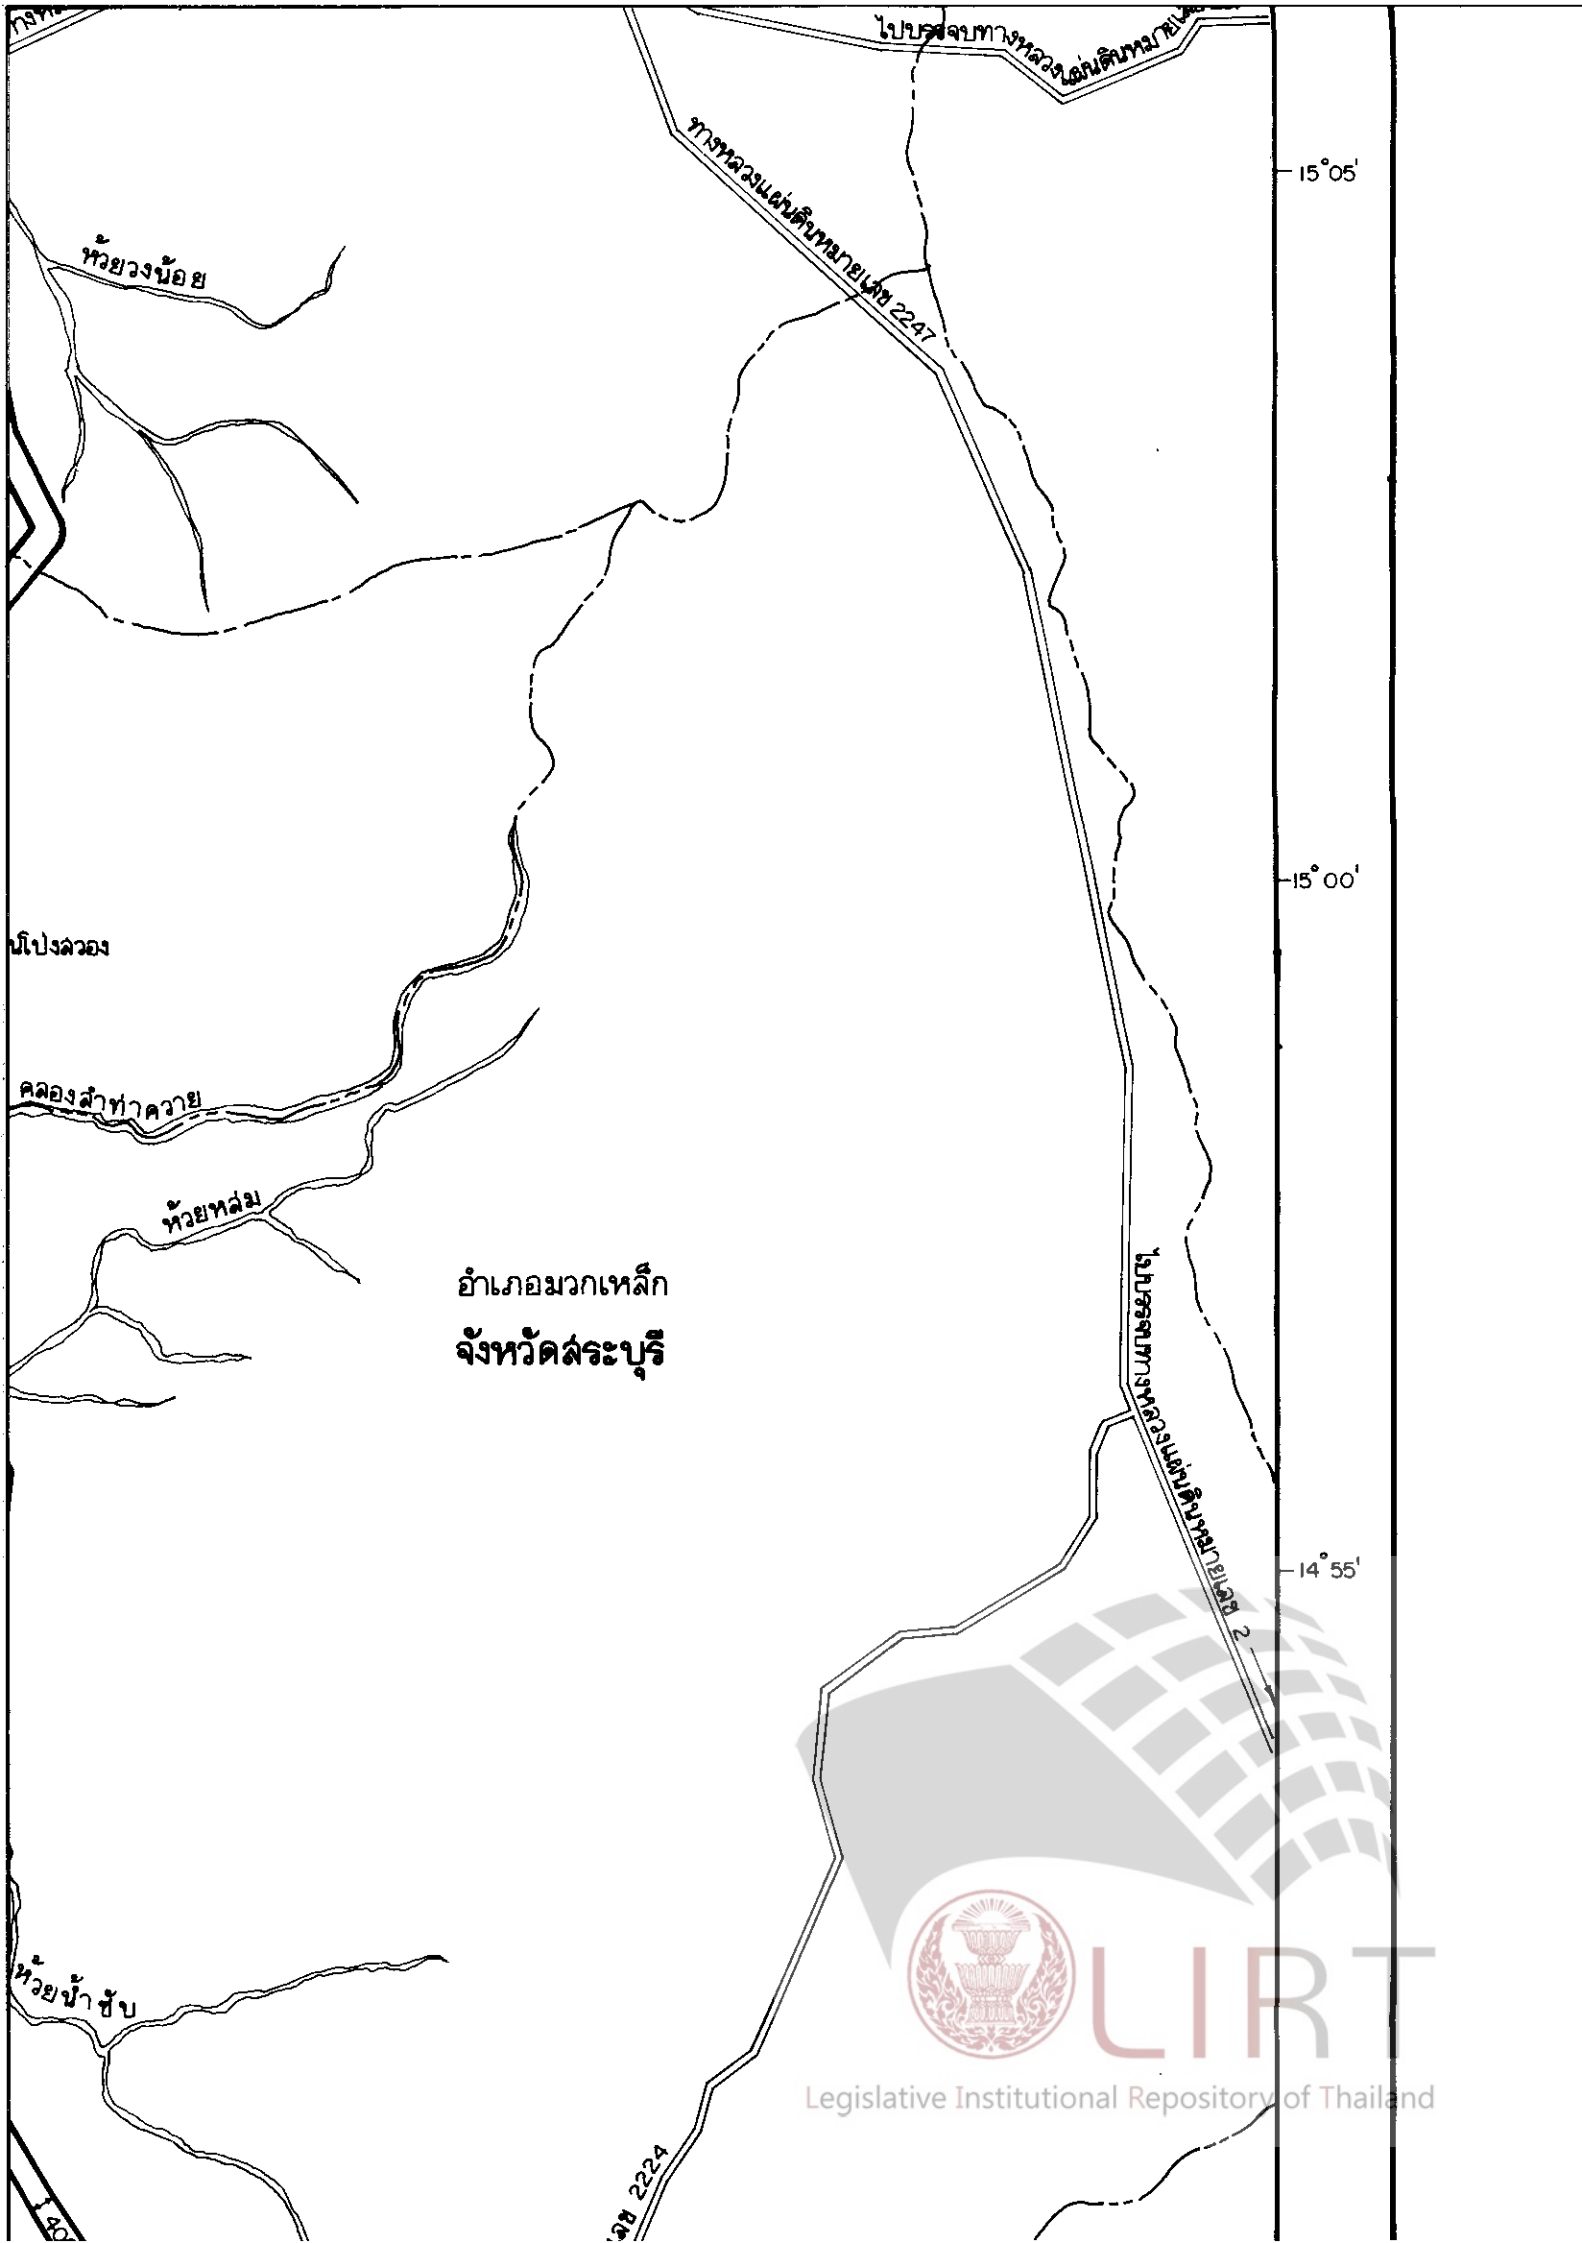 ไปบรรจบทางหลวงแผ่นดินหมายเลข
15°05'
ทางหลวงแผ่นดินหมายเลข 2247
ห้วยวงน้อย
15°00'
นโป่งสวอง
คลองลำท่าควาย
ห้วยหล่ม
อำเภอมวกเหล็ก
จังหวัดสระบุรี
ไปบรรจบทางหลวงแผ่นดินหมายเลข 2
14°55'
ห้วยน้ำซับ
LIRT
Legislative Institutional Repository of Thailand
ลข 2224